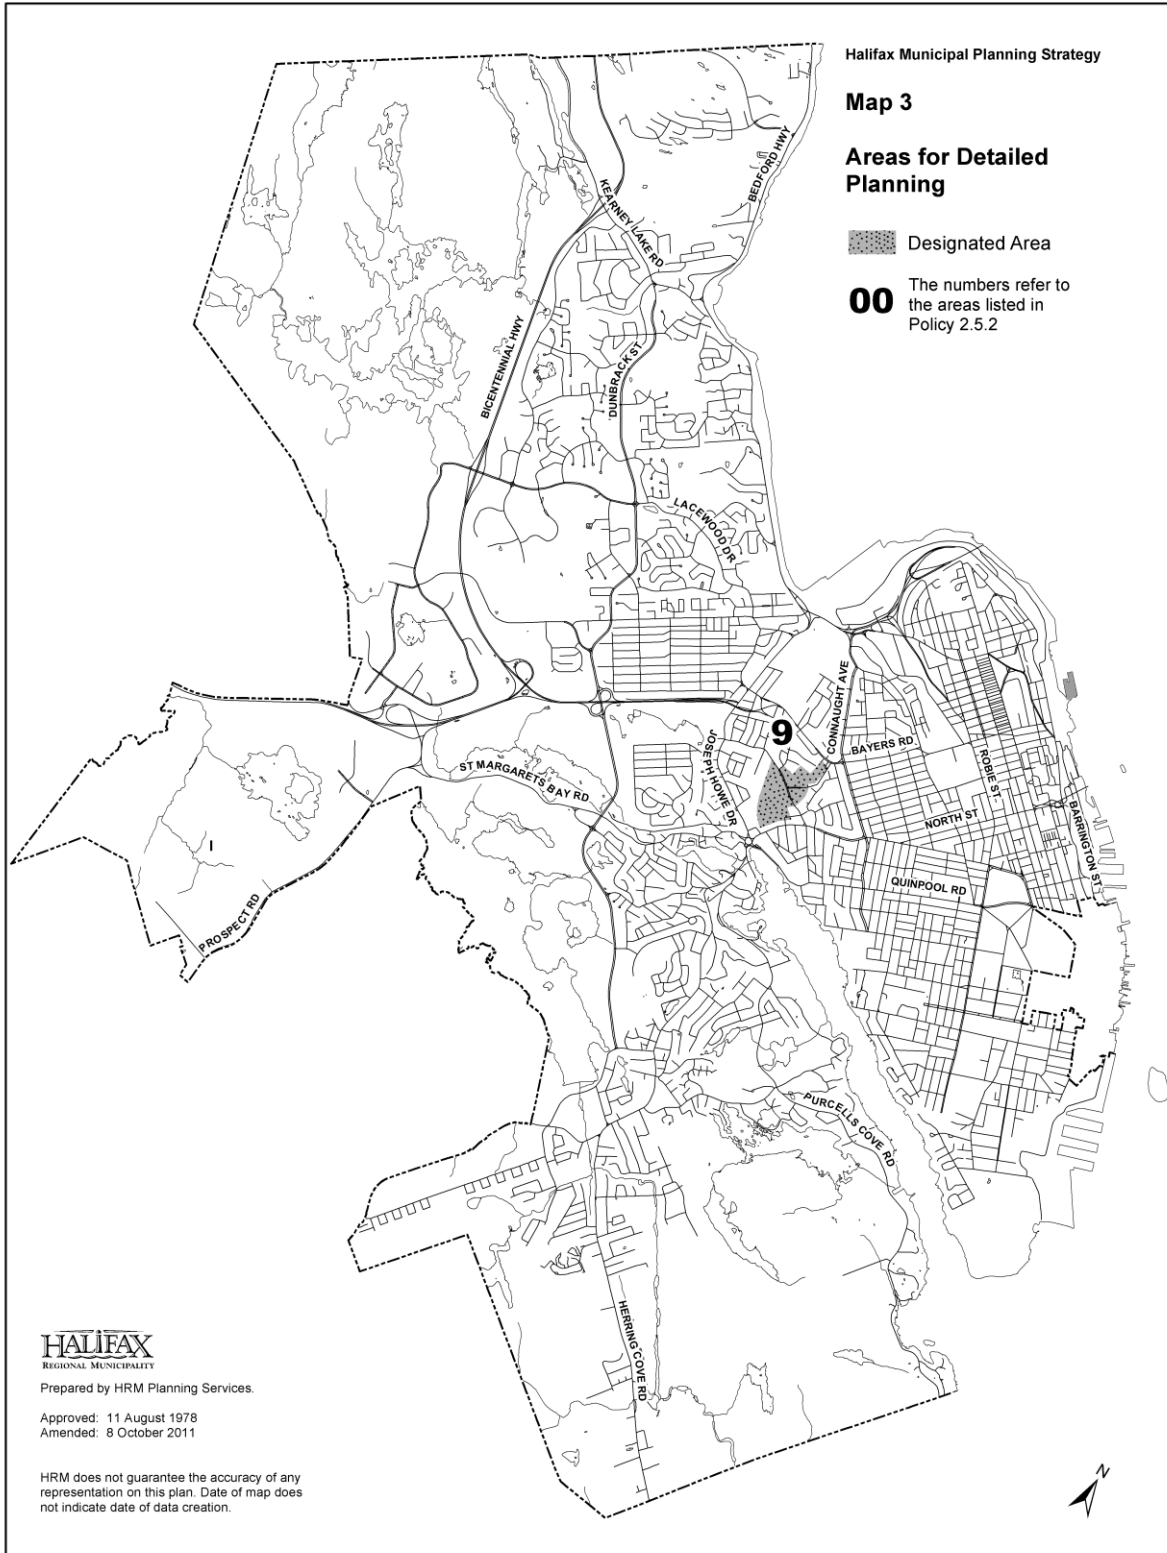 Halifax Municipal Planning Strategy
Map 3
Areas for Detailed
Planning
Designated Area
00
The numbers refer to
the areas listed in
Policy 2.5.2
BEDFORD HWY
KEARNEY LAKE RD
BICENTENNIAL HWY
DUNBRACK ST
LACEWOOD DR
CONNAUGHT AVE
9
BAYERS RD
JOSEPH HOWE DR
ROBIE ST
ST MARGARETS BAY RD
NORTH ST
BARRINGTON ST
QUINPOOL RD
PROSPECT RD
PURCELLS COVE RD
HERRING COVE RD
HALIFAX
REGIONAL MUNICIPALITY
Prepared by HRM Planning Services.
Approved: 11 August 1978
Amended: 8 October 2011
HRM does not guarantee the accuracy of any
representation on this plan. Date of map does
not indicate date of data creation.
N